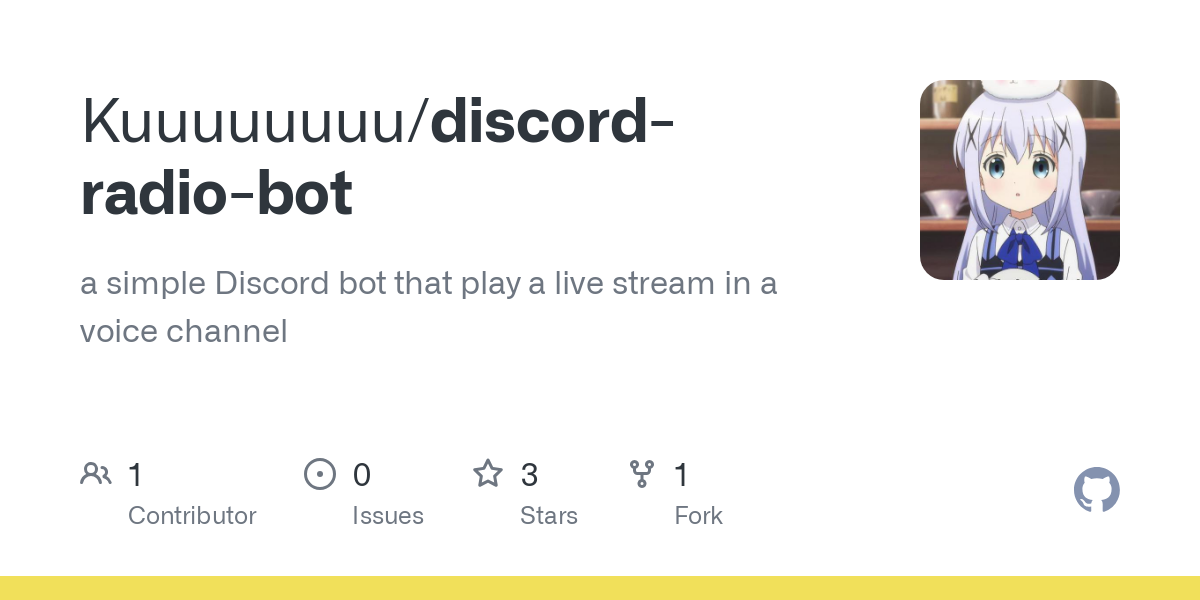 Kuuuuuuuu/discord-
radio-bot
a simple Discord bot that play a live stream in a
voice channel
1
Contributor
0
Issues
3
Stars
1
Fork